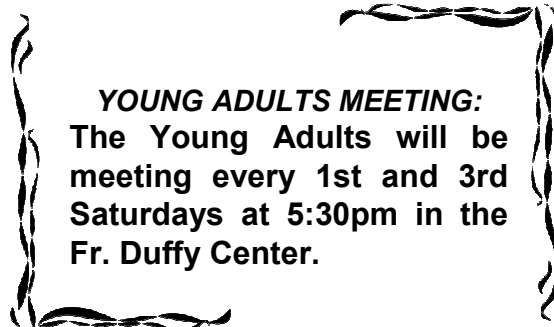 YOUNG ADULTS MEETING:
The Young Adults will be
meeting every 1st and 3rd
Saturdays at 5:30pm in the
Fr. Duffy Center.